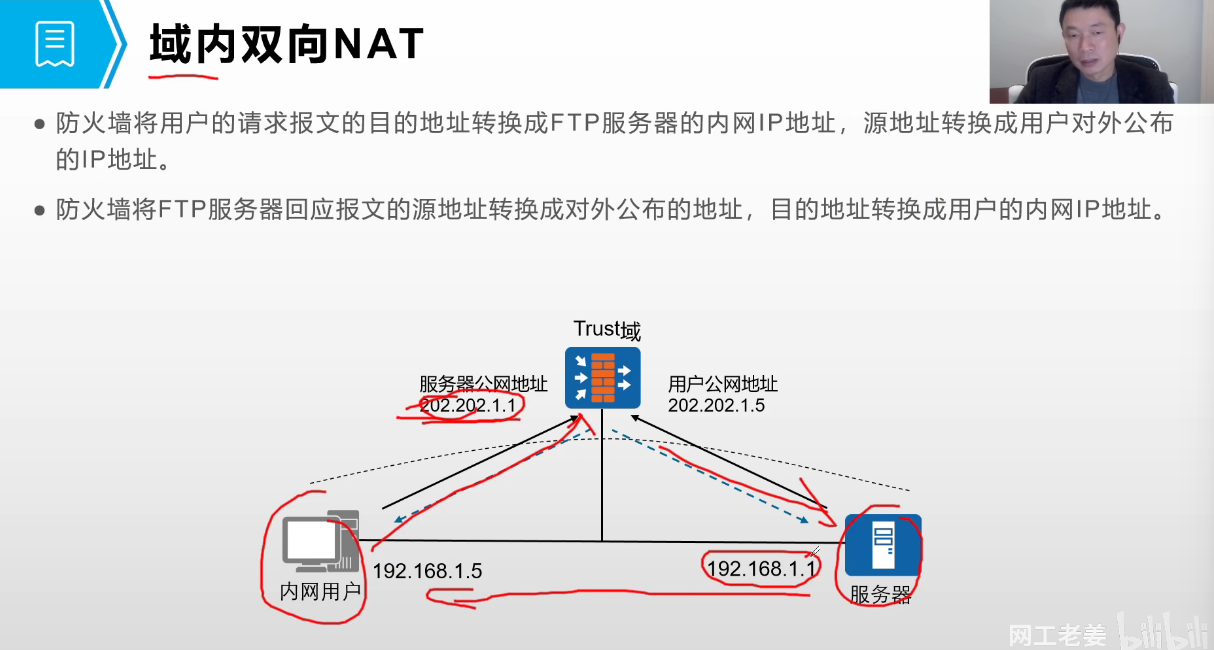 域内双向NAT
● 防火墙将用户的请求报文的目的地址转换成FTP服务器的内网IP地址，源地址转换成用户对外公布
的IP地址。
● 防火墙将FTP服务器回应报文的源地址转换成对外公布的地址，目的地址转换成用户的内网IP地址。
Trust域
服务器公网地址
202.202.1.1
用户公网地址
202.202.1.5
192.168.1.5
192.168.1.1
内网用户
服务器
网工老姜 bilibili